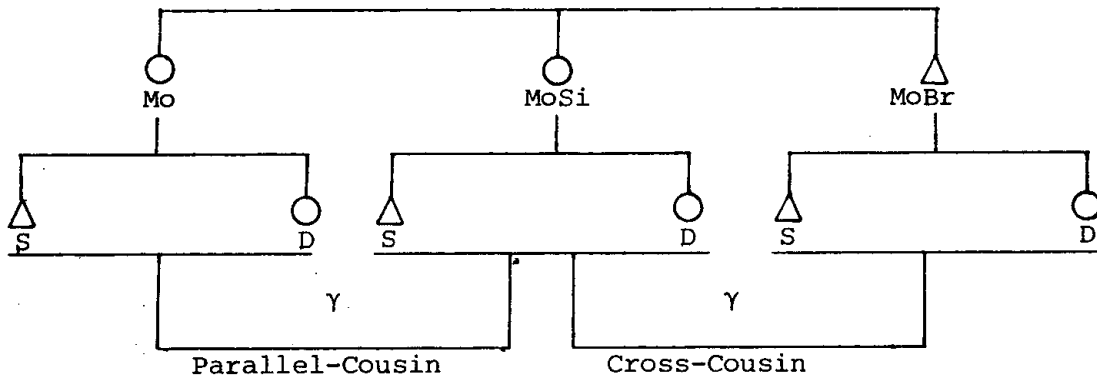 Mo MoSi MoBr
S D S D S D
γ γ
Parallel-Cousin Cross-Cousin